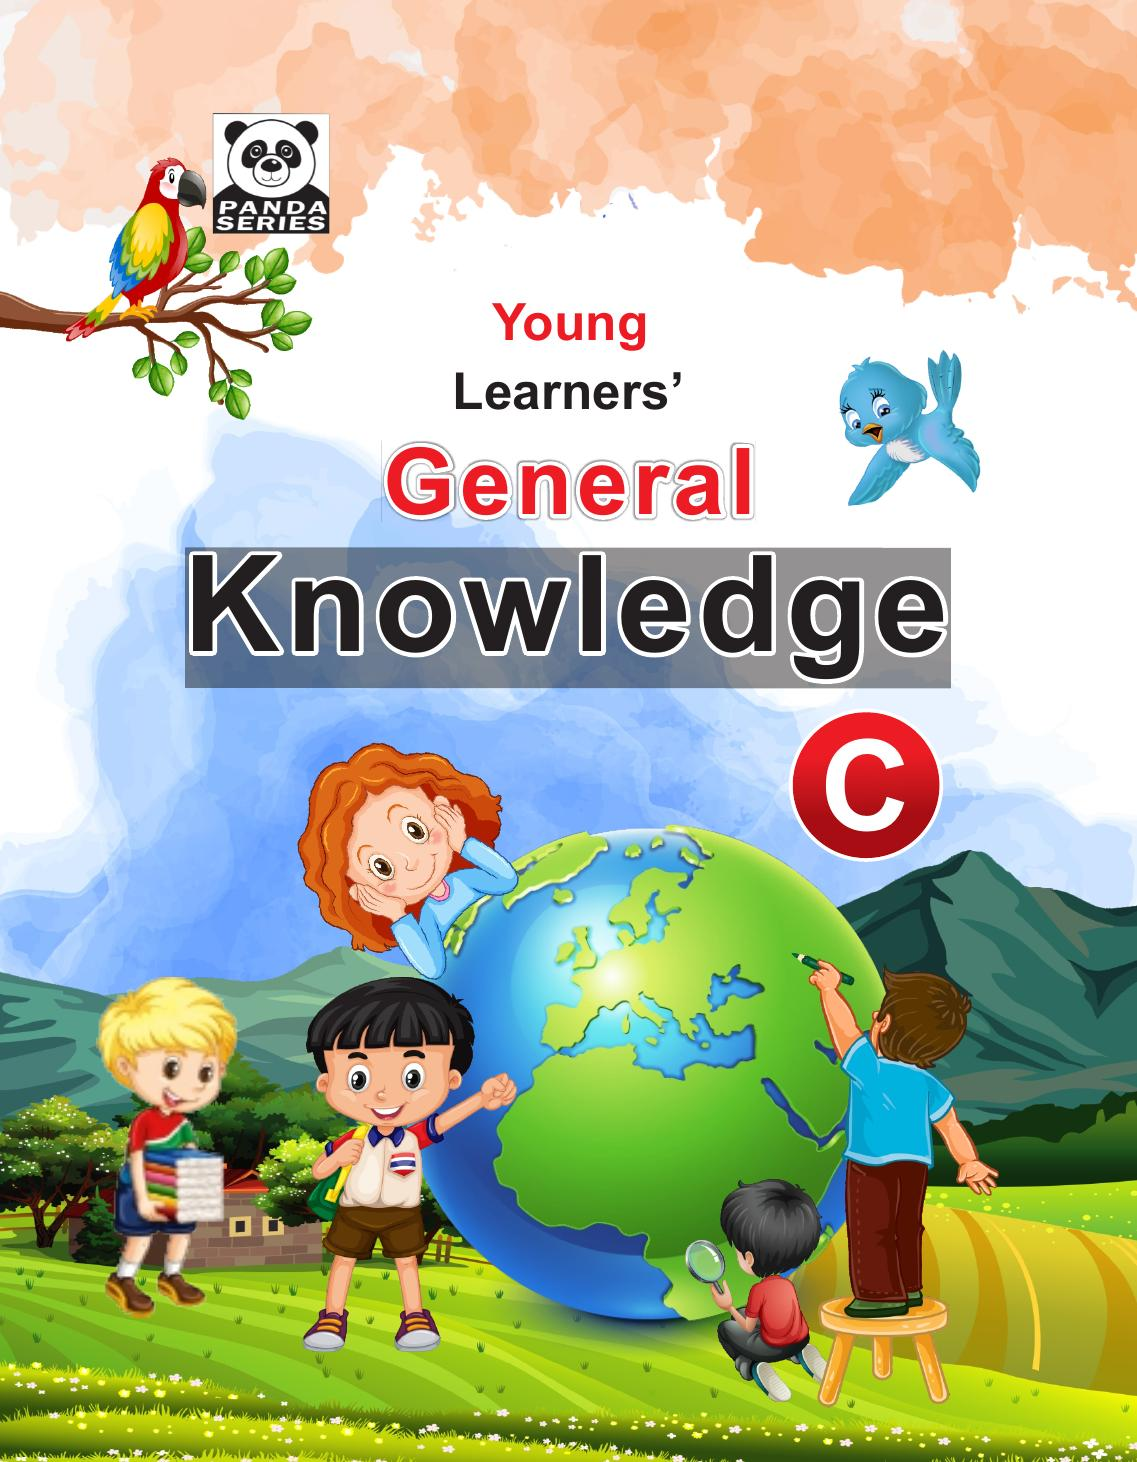 PANDA
SERIES
Young
Learners’
General
Knowledge
C